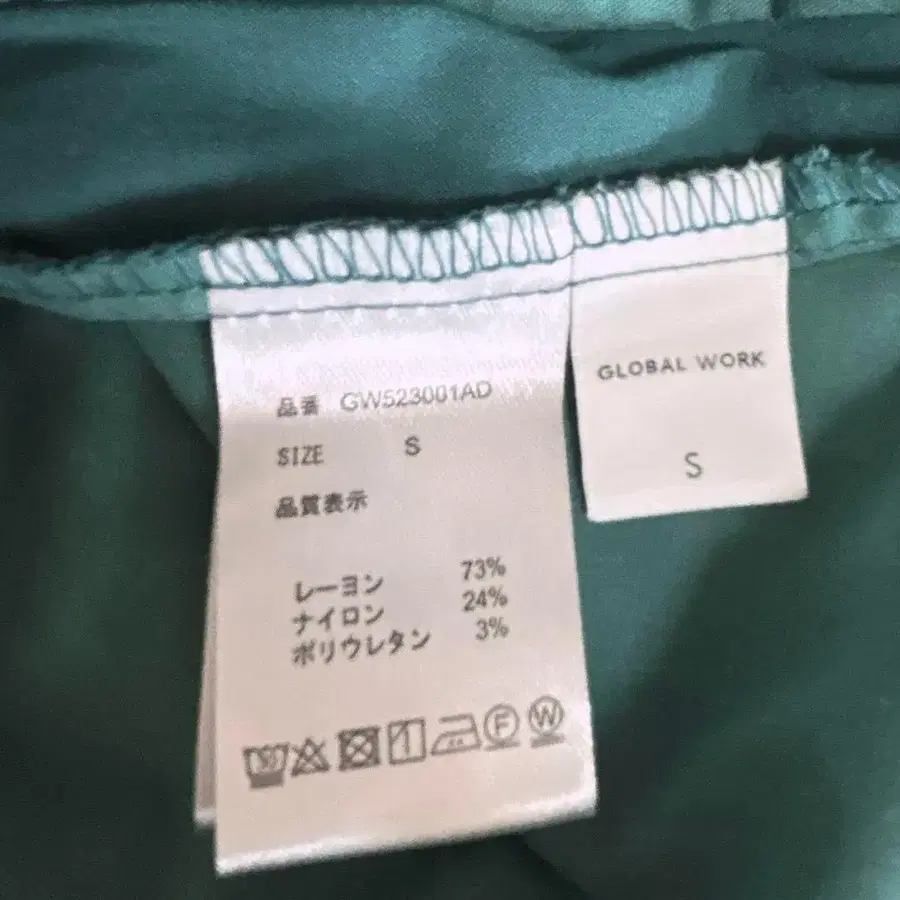 品番 GW523001AD
SIZE S
品質表示
レーヨン 73%
ナイロン 24%
ポリウレタン 3%
F W
GLOBAL WORK
S